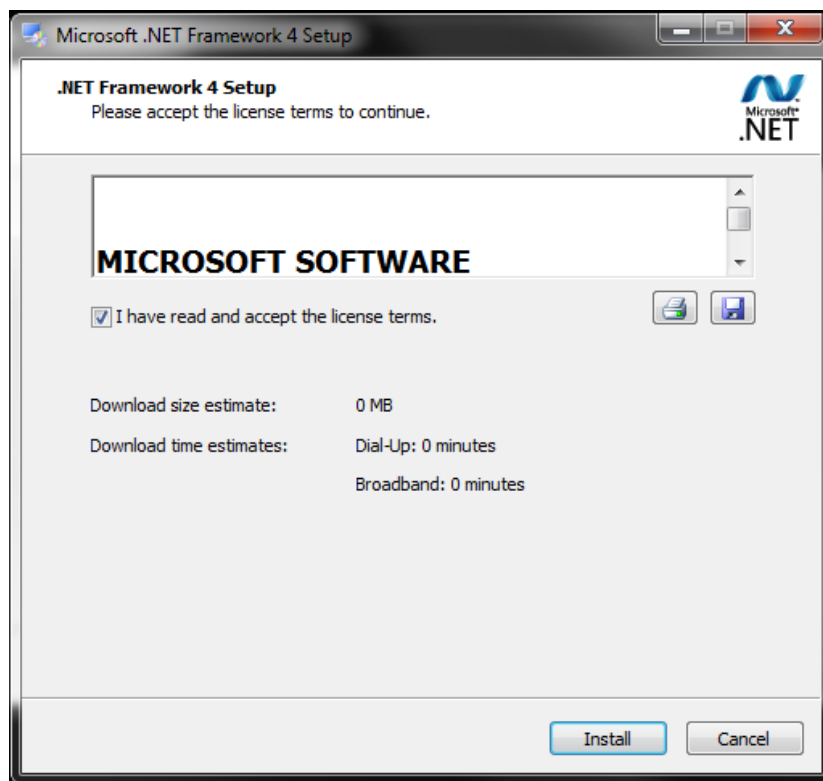 Microsoft .NET Framework 4 Setup
.NET Framework 4 Setup
Please accept the license terms to continue.
Microsoft®
.NET
MICROSOFT SOFTWARE
I have read and accept the license terms.
Download size estimate: 0 MB
Download time estimates: Dial-Up: 0 minutes
Broadband: 0 minutes
Install Cancel